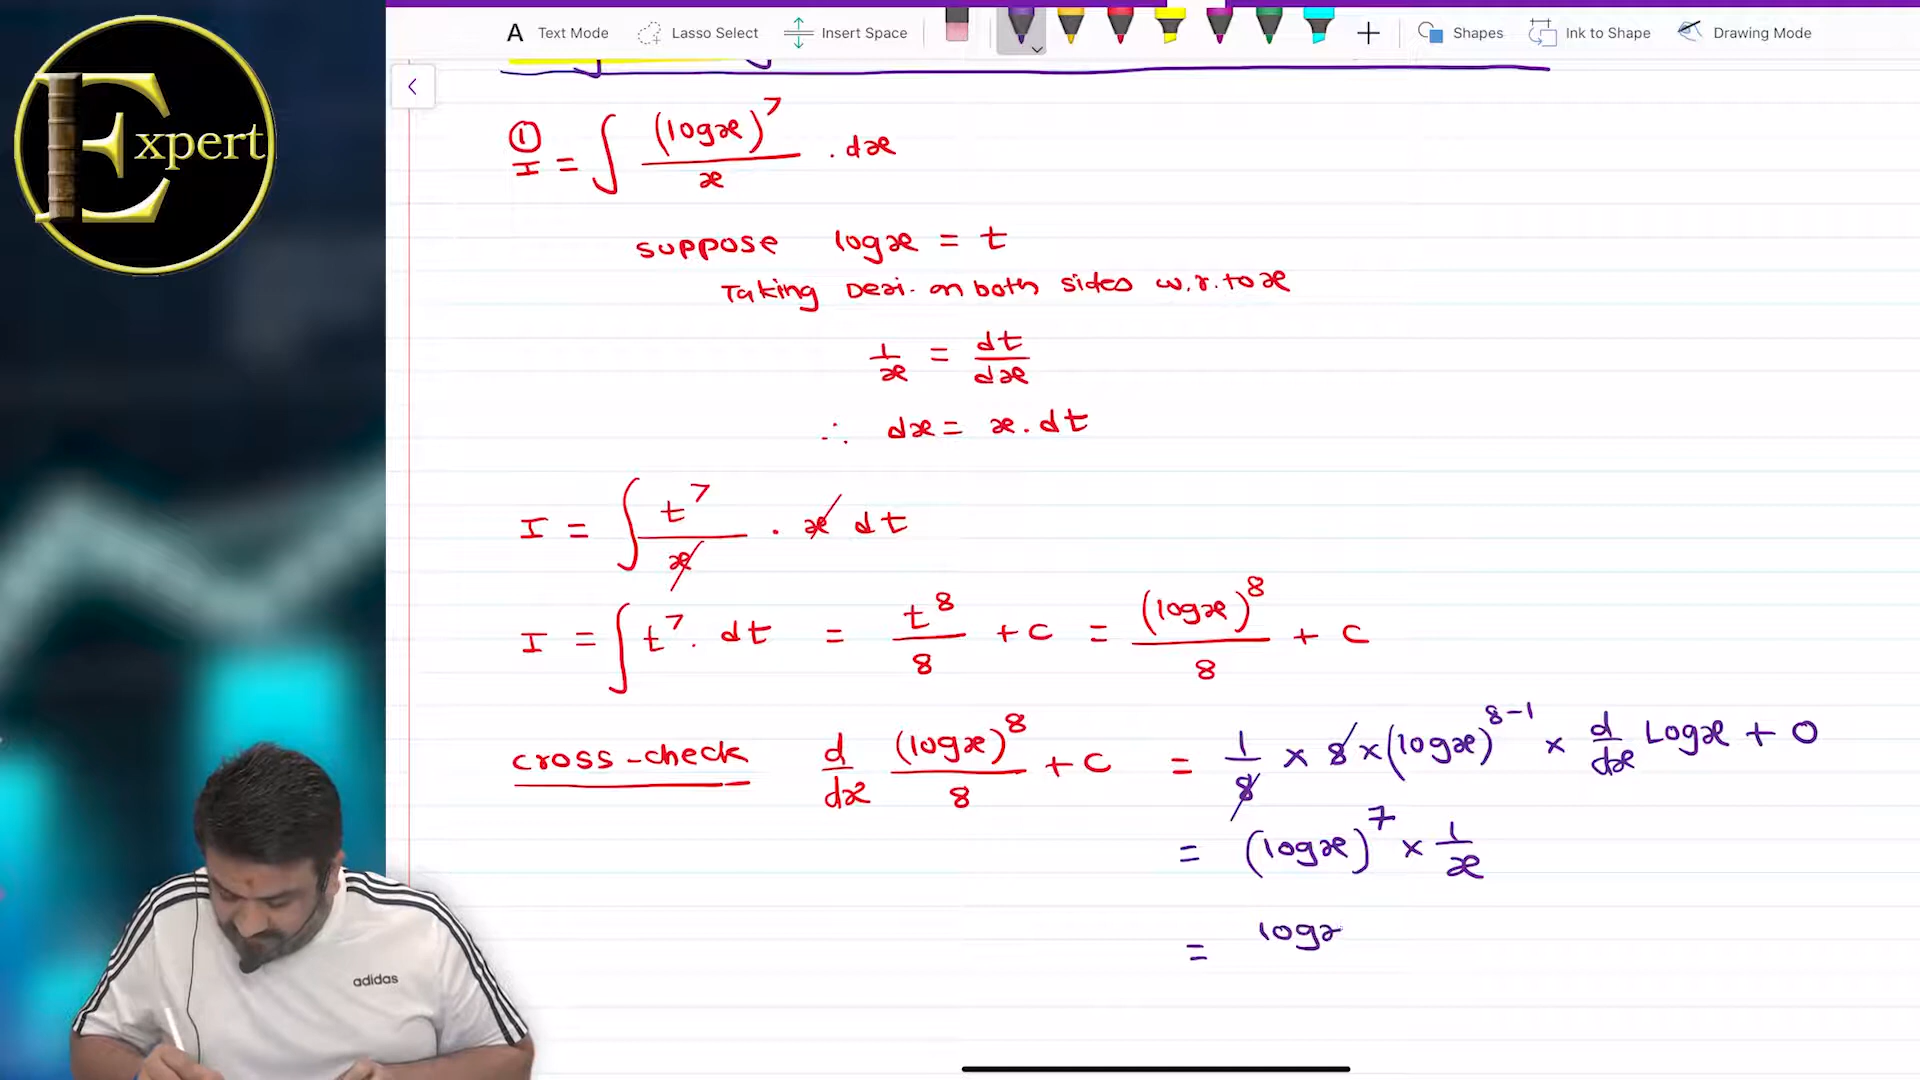 A Text Mode Lasso Select Insert Space Shapes Ink to Shape Drawing Mode
Expert
① I = ∫ (logx)^7 / x . dx
suppose logx = t
Taking Deri. on both sides w.r.to x
1/x = dt/dx
∴ dx = x . dt
I = ∫ t^7 / x . x dt
I = ∫ t^7 . dt = t^8 / 8 + c = (logx)^8 / 8 + c
cross-check d/dx (logx)^8 / 8 + c = 1/8 × 8 × (logx)^8-1 × d/dx Logx + 0
= (logx)^7 × 1/x
= logx
adidas